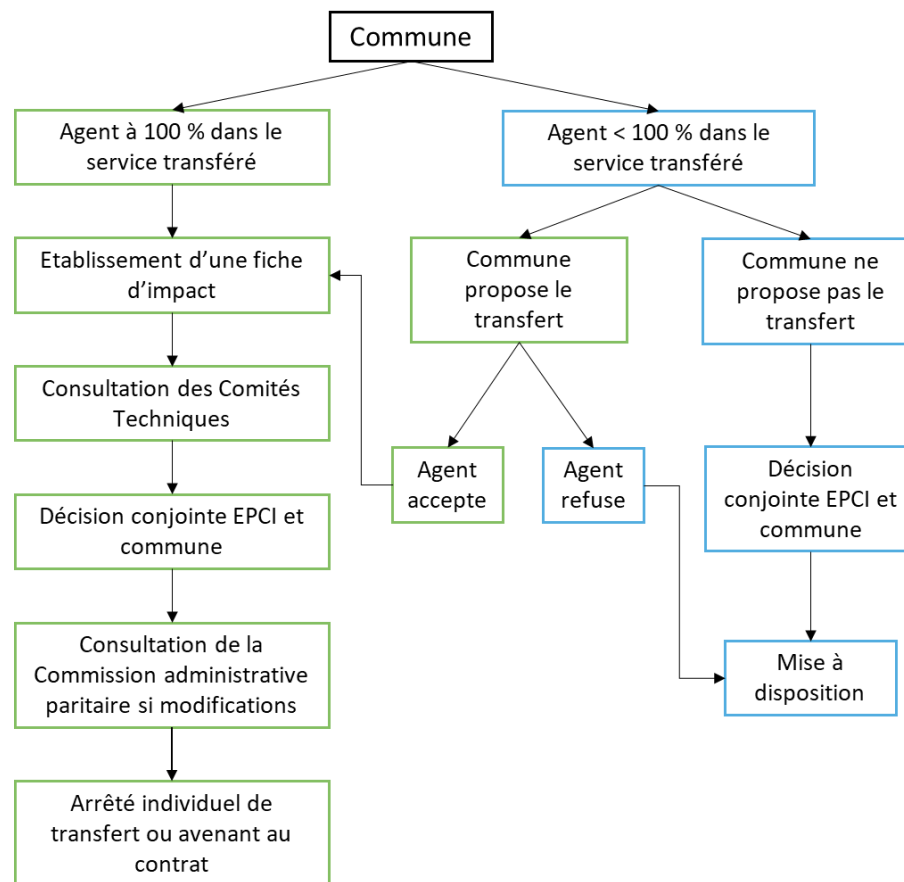 Commune
Agent à 100 % dans le
service transféré
Agent < 100 % dans le
service transféré
Etablissement d’une fiche
d’impact
Commune
propose le
transfert
Commune ne
propose pas le
transfert
Consultation des Comités
Techniques
Agent
accepte
Agent
refuse
Décision
conjointe EPCI et
commune
Décision conjointe EPCI et
commune
Consultation de la
Commission administrative
paritaire si modifications
Mise à
disposition
Arrêté individuel de
transfert ou avenant au
contrat